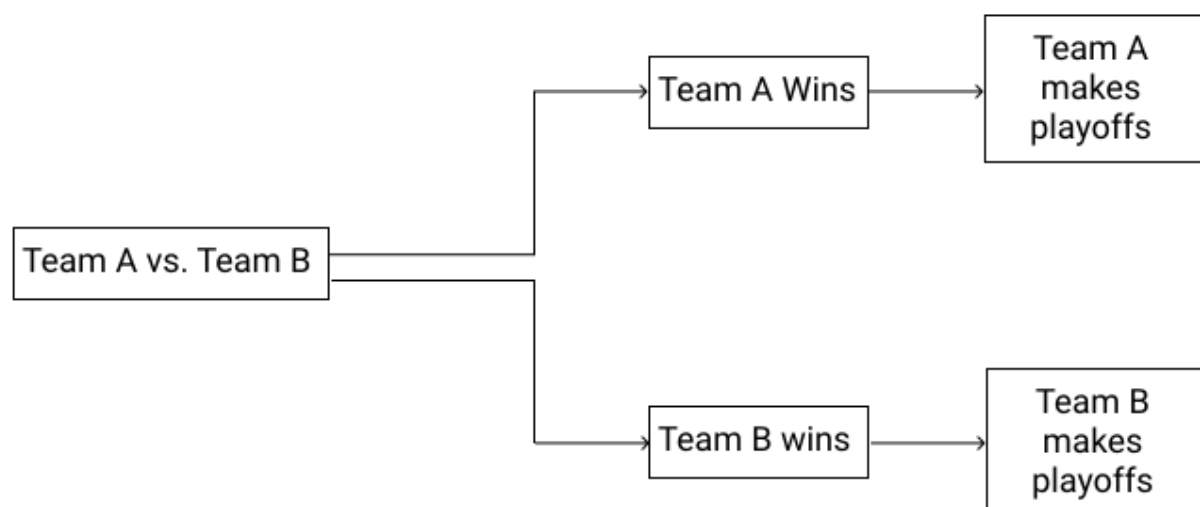 Team A Wins
Team A
makes
playoffs
Team A vs. Team B
Team B wins
Team B
makes
playoffs